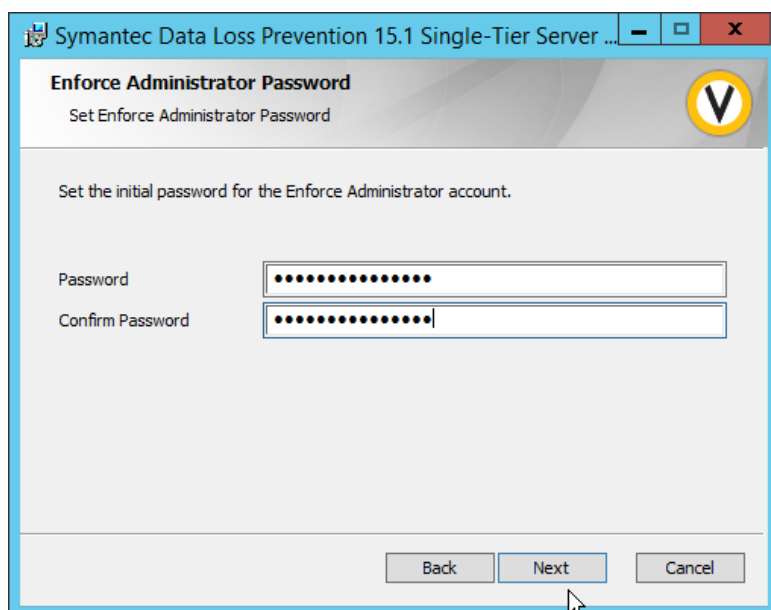 Symantec Data Loss Prevention 15.1 Single-Tier Server ...
Enforce Administrator Password
Set Enforce Administrator Password
Set the initial password for the Enforce Administrator account.
Password
●●●●●●●●●●●●●●●
Confirm Password
●●●●●●●●●●●●●●●
Back Next Cancel